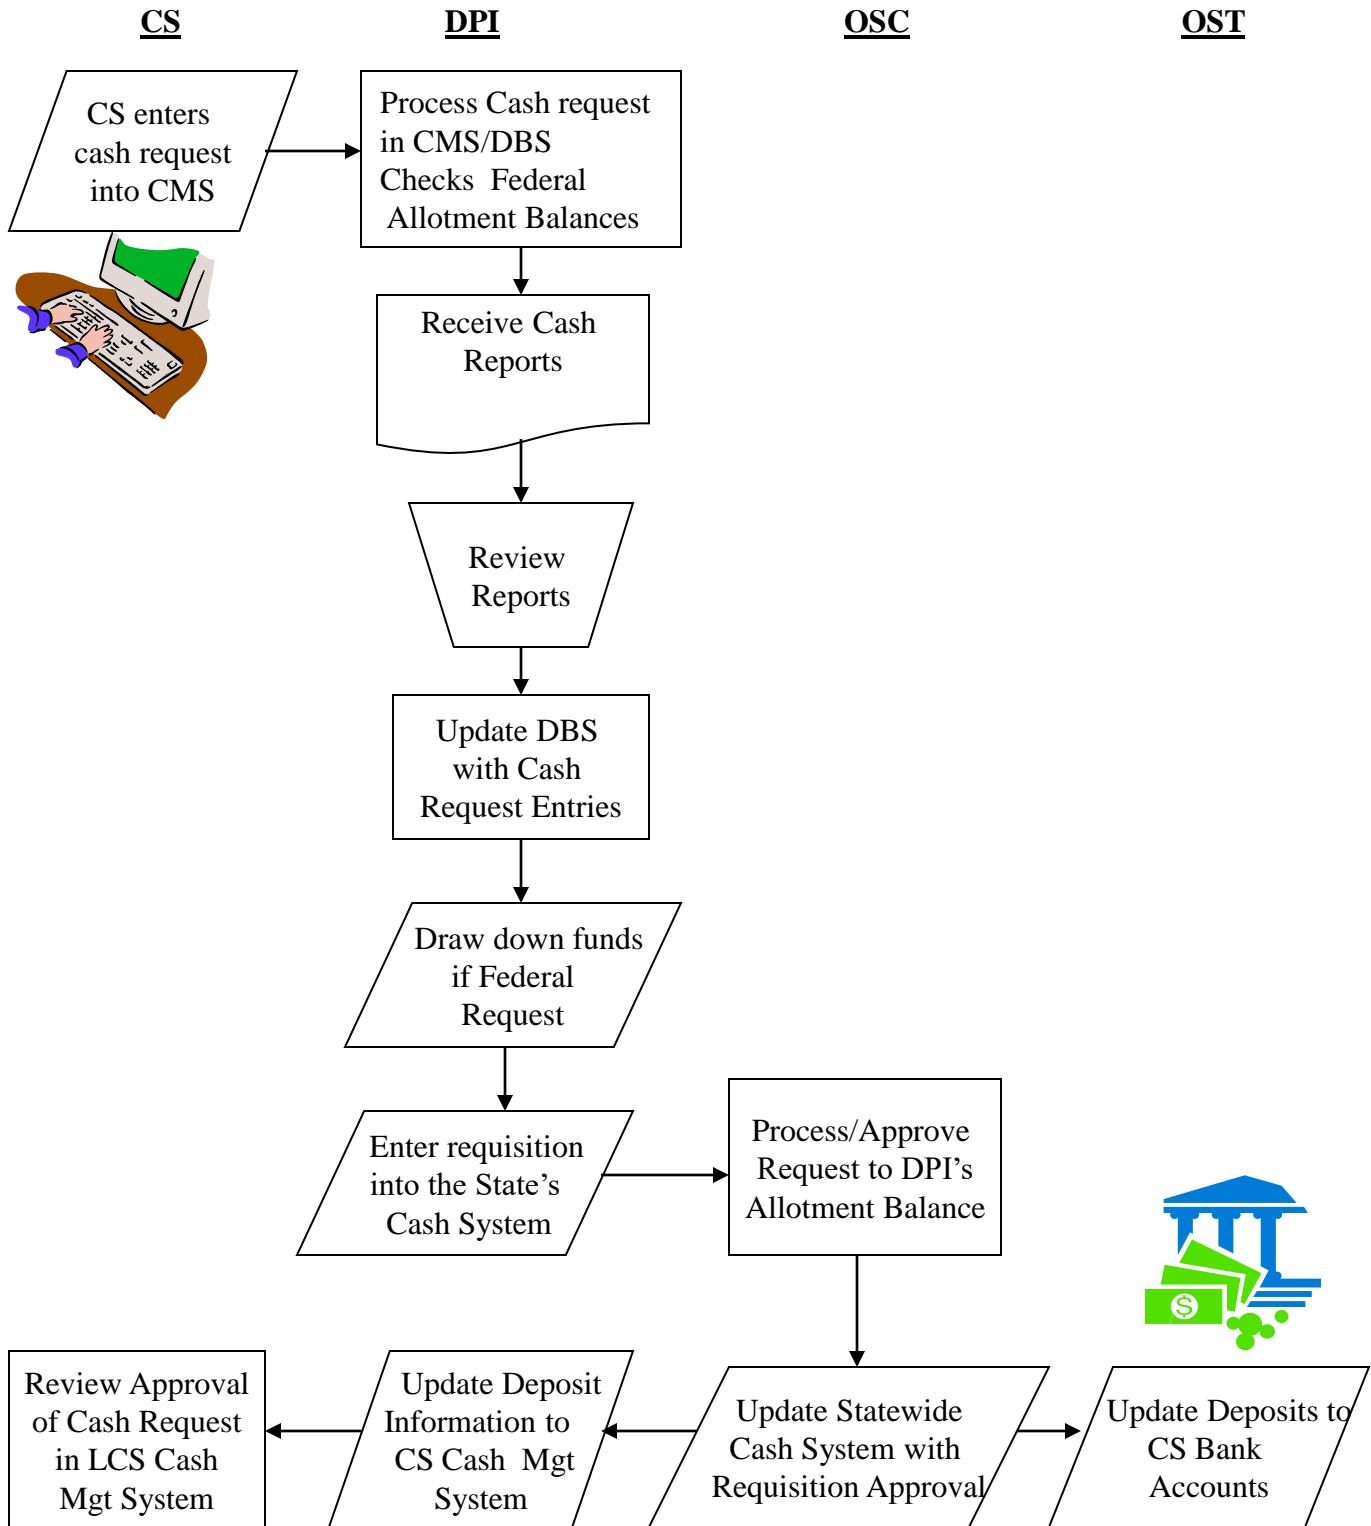 CS
DPI
OSC
OST
CS enters
cash request
into CMS
Process Cash request
in CMS/DBS
Checks Federal
Allotment Balances
Receive Cash
Reports
Review
Reports
Update DBS
with Cash
Request Entries
Draw down funds
if Federal
Request
Enter requisition
into the State's
Cash System
Process/Approve
Request to DPI's
Allotment Balance
$
Review Approval
of Cash Request
in LCS Cash
Mgt System
Update Deposit
Information to
CS Cash Mgt
System
Update Statewide
Cash System with
Requisition Approval
Update Deposits to
CS Bank
Accounts